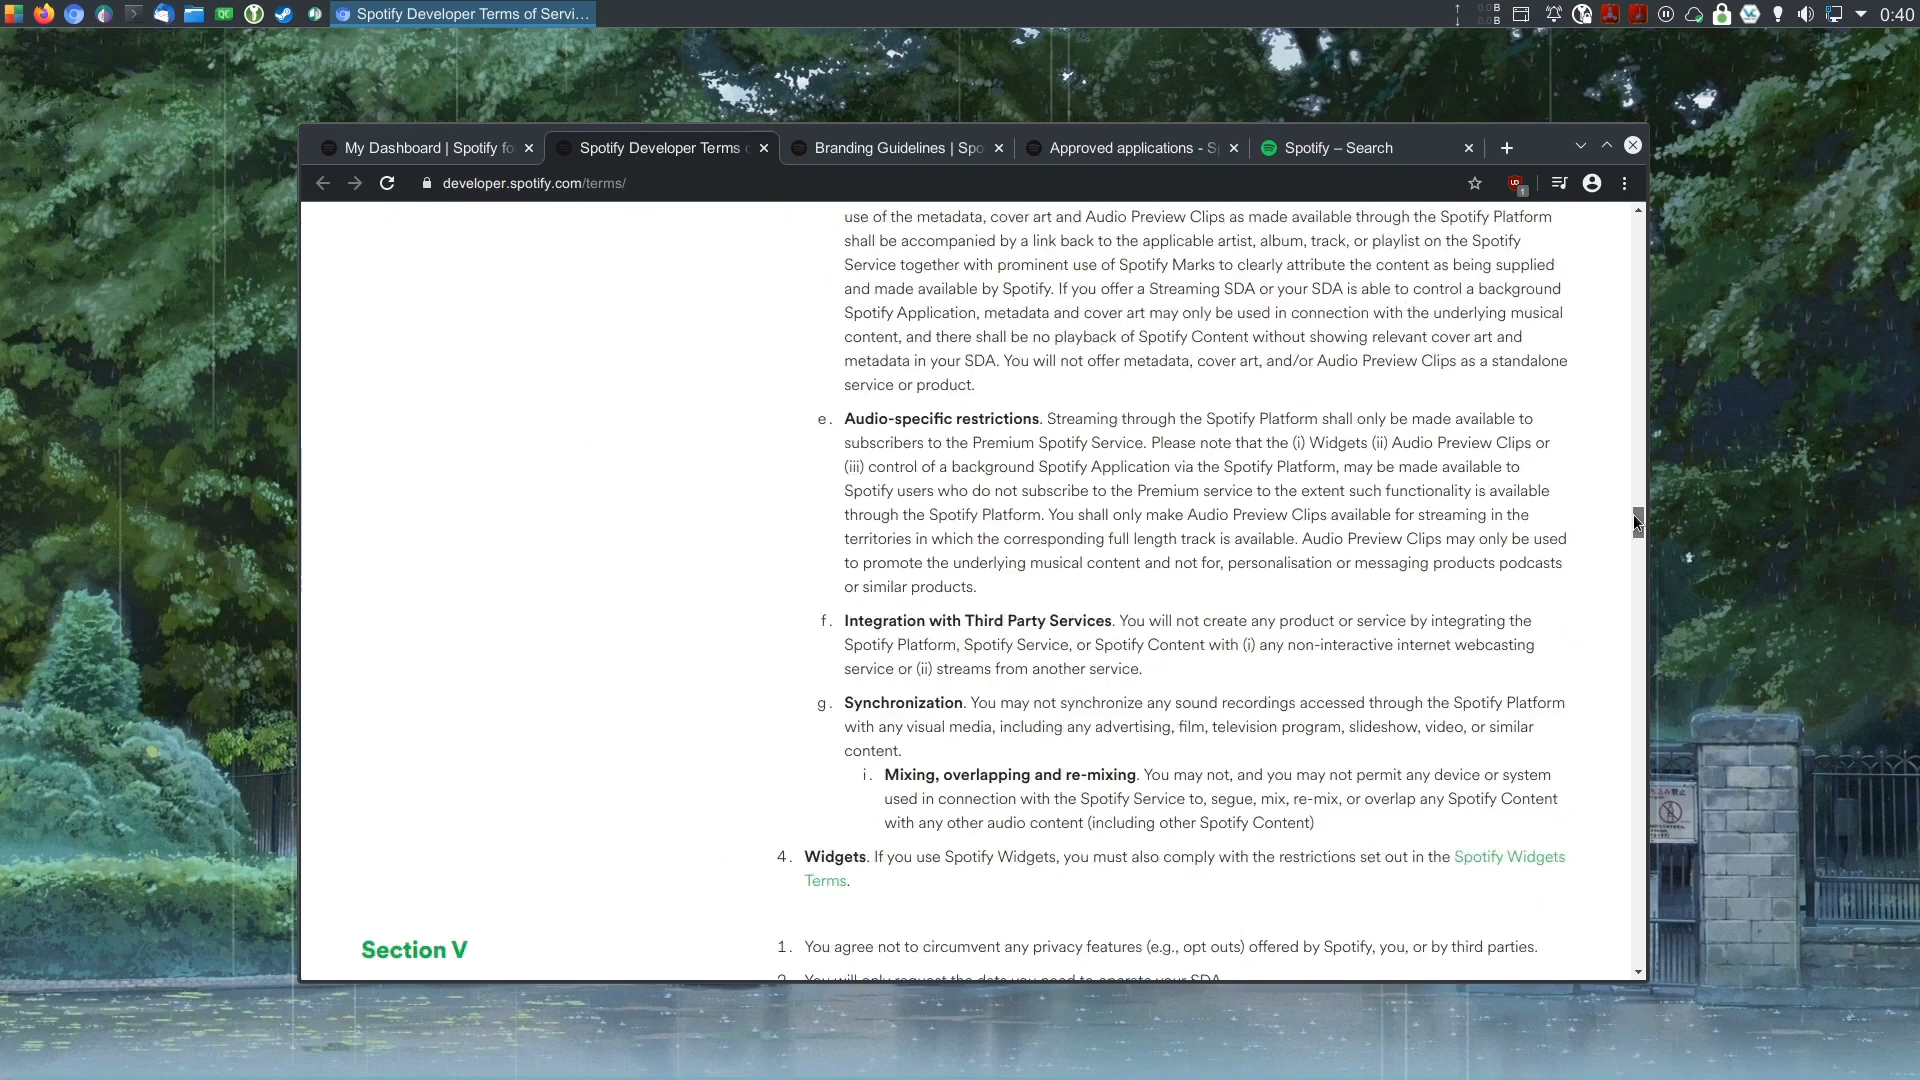 Spotify Developer Terms of Servi...
0.0 B
0.0 B
0:40
My Dashboard | Spotify fo
Spotify Developer Terms
Branding Guidelines | Spo
Approved applications - S
Spotify – Search
developer.spotify.com/terms/
1
use of the metadata, cover art and Audio Preview Clips as made available through the Spotify Platform
shall be accompanied by a link back to the applicable artist, album, track, or playlist on the Spotify
Service together with prominent use of Spotify Marks to clearly attribute the content as being supplied
and made available by Spotify. If you offer a Streaming SDA or your SDA is able to control a background
Spotify Application, metadata and cover art may only be used in connection with the underlying musical
content, and there shall be no playback of Spotify Content without showing relevant cover art and
metadata in your SDA. You will not offer metadata, cover art, and/or Audio Preview Clips as a standalone
service or product.
e. Audio-specific restrictions. Streaming through the Spotify Platform shall only be made available to
subscribers to the Premium Spotify Service. Please note that the (i) Widgets (ii) Audio Preview Clips or
(iii) control of a background Spotify Application via the Spotify Platform, may be made available to
Spotify users who do not subscribe to the Premium service to the extent such functionality is available
through the Spotify Platform. You shall only make Audio Preview Clips available for streaming in the
territories in which the corresponding full length track is available. Audio Preview Clips may only be used
to promote the underlying musical content and not for, personalisation or messaging products podcasts
or similar products.
f. Integration with Third Party Services. You will not create any product or service by integrating the
Spotify Platform, Spotify Service, or Spotify Content with (i) any non-interactive internet webcasting
service or (ii) streams from another service.
g. Synchronization. You may not synchronize any sound recordings accessed through the Spotify Platform
with any visual media, including any advertising, film, television program, slideshow, video, or similar
content.
i. Mixing, overlapping and re-mixing. You may not, and you may not permit any device or system
used in connection with the Spotify Service to, segue, mix, re-mix, or overlap any Spotify Content
with any other audio content (including other Spotify Content)
4. Widgets. If you use Spotify Widgets, you must also comply with the restrictions set out in the Spotify Widgets
Terms.
Section V
1. You agree not to circumvent any privacy features (e.g., opt outs) offered by Spotify, you, or by third parties.
2. You will only request the data you need to operate your SDA.